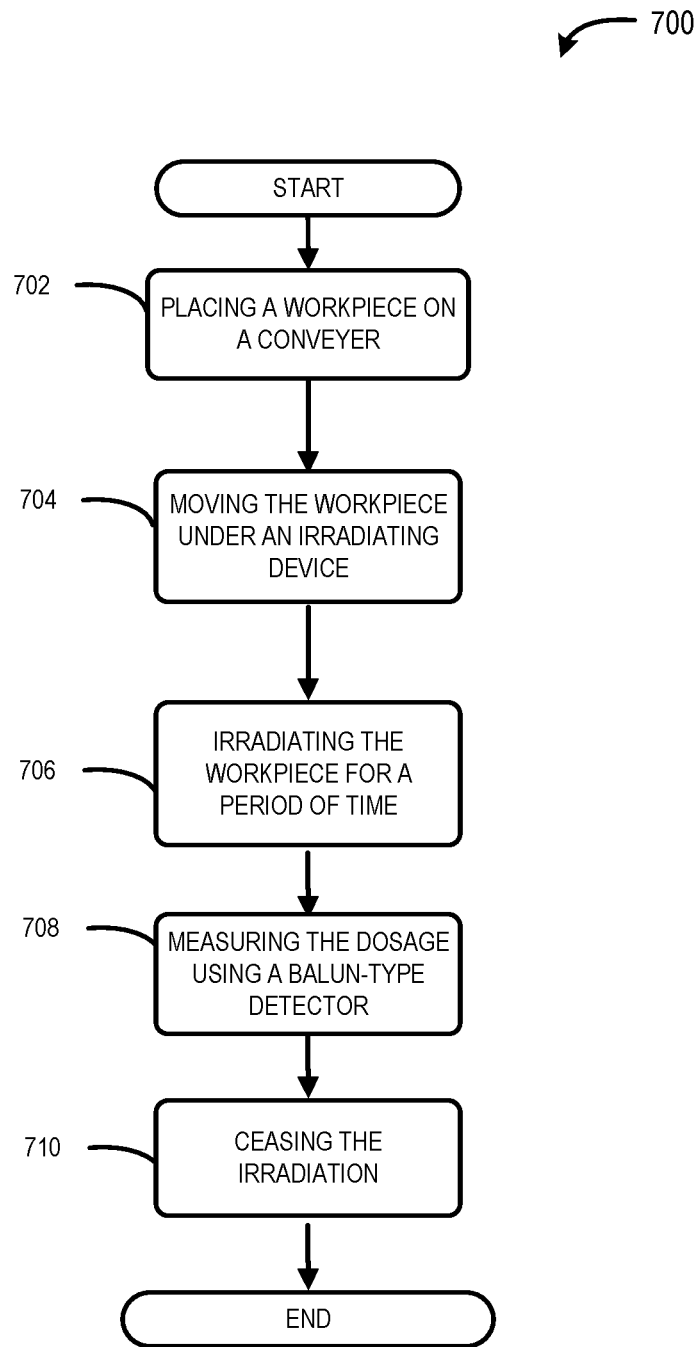 700
START
702
PLACING A WORKPIECE ON
A CONVEYER
704
MOVING THE WORKPIECE
UNDER AN IRRADIATING
DEVICE
706
IRRADIATING THE
WORKPIECE FOR A
PERIOD OF TIME
708
MEASURING THE DOSAGE
USING A BALUN-TYPE
DETECTOR
710
CEASING THE
IRRADIATION
END